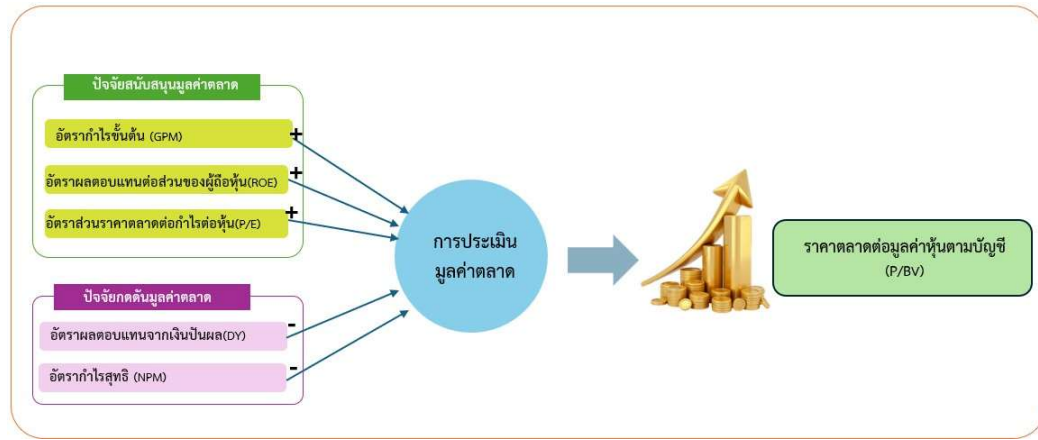 ปัจจัยสนับสนุนมูลค่าตลาด
อัตรากำไรขั้นต้น (GPM)
+
อัตราผลตอบแทนต่อส่วนของผู้ถือหุ้น(ROE)
+
อัตราส่วนราคาตลาดต่อกำไรต่อหุ้น(P/E)
+
ปัจจัยกดดันมูลค่าตลาด
อัตราผลตอบแทนจากเงินปันผล(DY)
-
อัตรากำไรสุทธิ (NPM)
-
การประเมิน
มูลค่าตลาด
ราคาตลาดต่อมูลค่าหุ้นตามบัญชี
(P/BV)